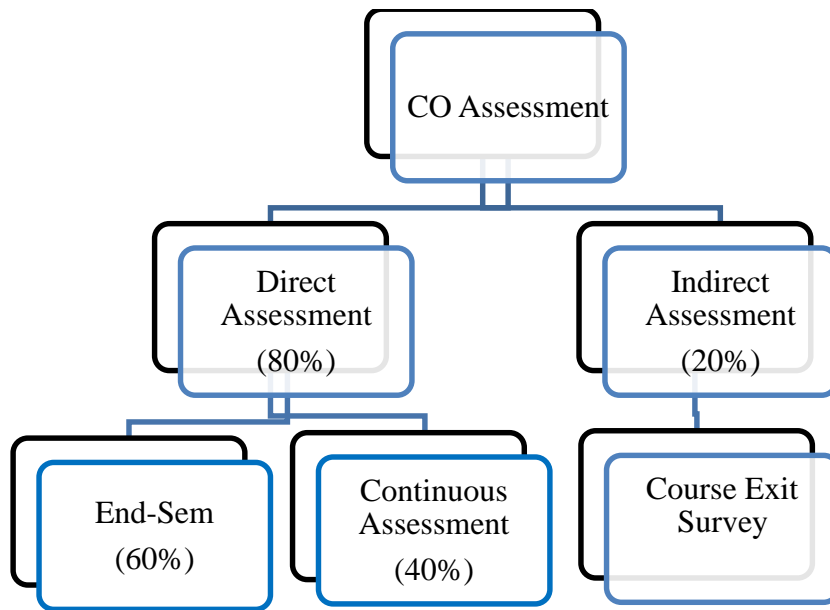 CO Assessment
Direct
Assessment
(80%)
Indirect
Assessment
(20%)
End-Sem
(60%)
Continuous
Assessment
(40%)
Course Exit
Survey